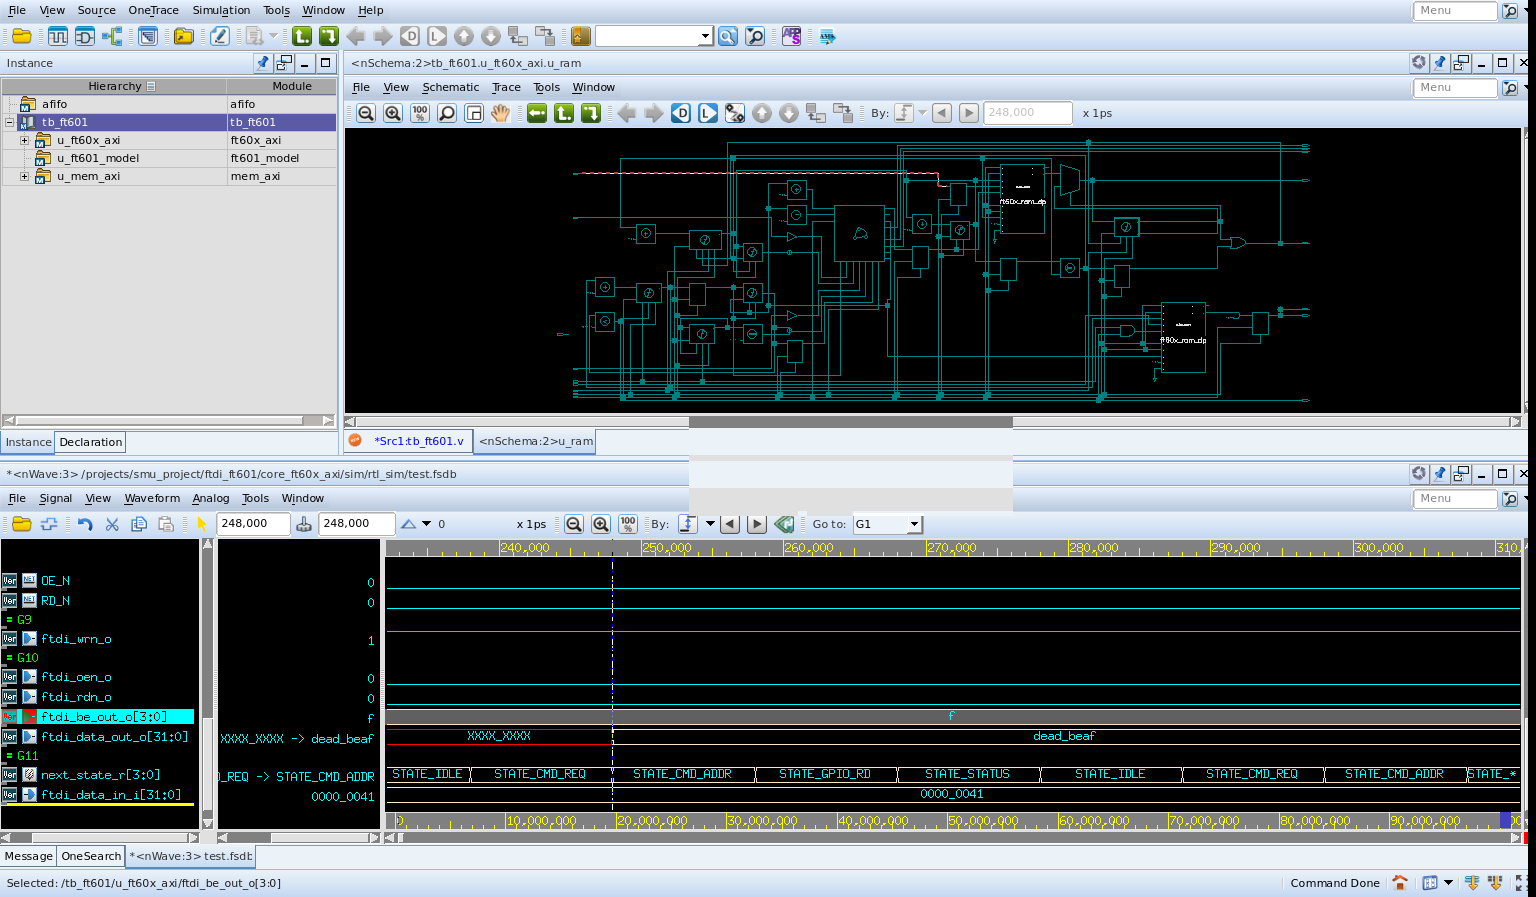 File View Source OneTrace Simulation Tools Window Help
Menu
Instance
<nSchema:2>tb_ft601.u_ft60x_axi.u_ram
Hierarchy Module
afifo afifo
tb_ft601 tb_ft601
u_ft60x_axi ft60x_axi
u_ft601_model ft601_model
u_mem_axi mem_axi
Instance Declaration
File View Schematic Trace Tools Window
Menu
100%
By: 248,000 x 1ps
ft60x_ram_dp
ft60x_ram_dp
*Src1:tb_ft601.v <nSchema:2>u_ram
*<nWave:3> /projects/smu_project/ftdi_ft601/core_ft60x_axi/sim/rtl_sim/test.fsdb
File Signal View Waveform Analog Tools Window
Menu
248,000 248,000 0 x 1ps 100% By: Go to: G1
240,000 250,000 260,000 270,000 280,000 290,000 300,000 310,
OE_N 0
RD_N 0
= G9
ftdi_wrn_o 1
= G10
ftdi_oen_o 0
ftdi_rdn_o 0
ftdi_be_out_o[3:0] f f
ftdi_data_out_o[31:0] XXXX_XXXX -> dead_beaf XXXX_XXXX dead_beaf
= G11
next_state_r[3:0] )_REQ -> STATE_CMD_ADDR STATE_IDLE STATE_CMD_REQ STATE_CMD_ADDR STATE_GPIO_RD STATE_STATUS STATE_IDLE STATE_CMD_REQ STATE_CMD_ADDR STATE_*
ftdi_data_in_i[31:0] 0000_0041 0000_0041
0 10,000,000 20,000,000 30,000,000 40,000,000 50,000,000 60,000,000 70,000,000 80,000,000 90,000,000
Message OneSearch *<nWave:3> test.fsdb
Selected: /tb_ft601/u_ft60x_axi/ftdi_be_out_o[3:0]
Command Done